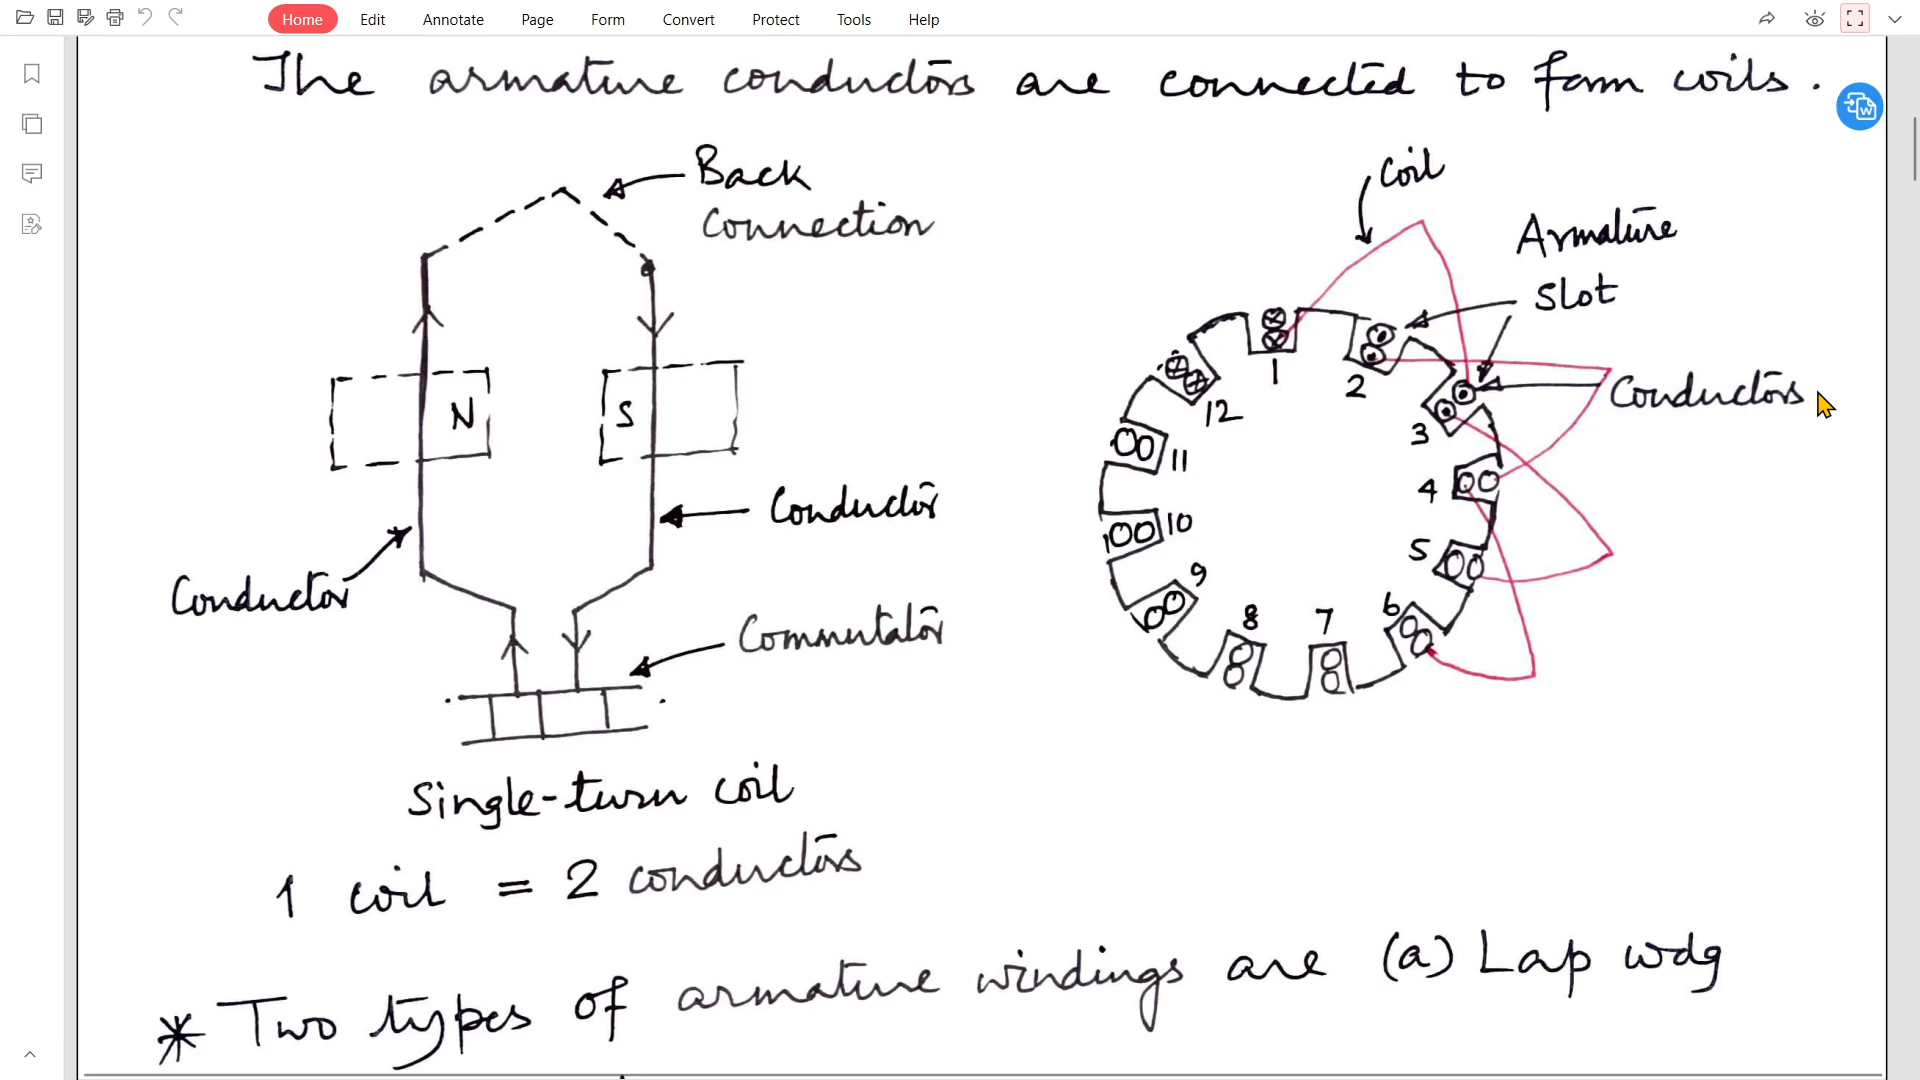 Home Edit Annotate Page Form Convert Protect Tools Help
The armature conductors are connected to form coils.
Back
Connection
N
S
Conductor
Conductor
Commutator
Single-turn coil
Coil
Armature
Slot
Conductors
1
2
3
4
5
6
7
8
9
10
11
12
1 coil = 2 conductors
* Two types of armature windings are (a) Lap wdg